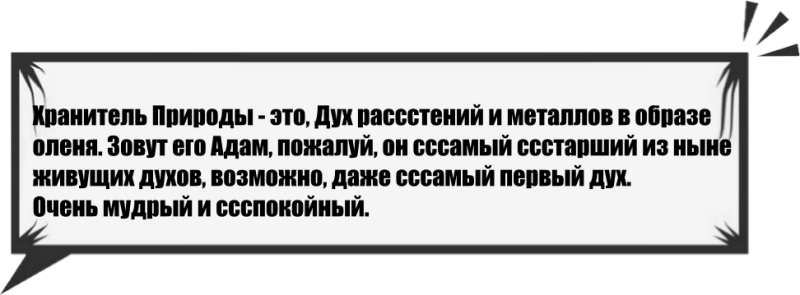 Хранитель Природы - это, Дух рассстений и металлов в образе
оленя. Зовут его Адам, пожалуй, он сссамый ссстарший из ныне
живущих духов, возможно, даже сссамый первый дух.
Очень мудрый и ссспокойный.